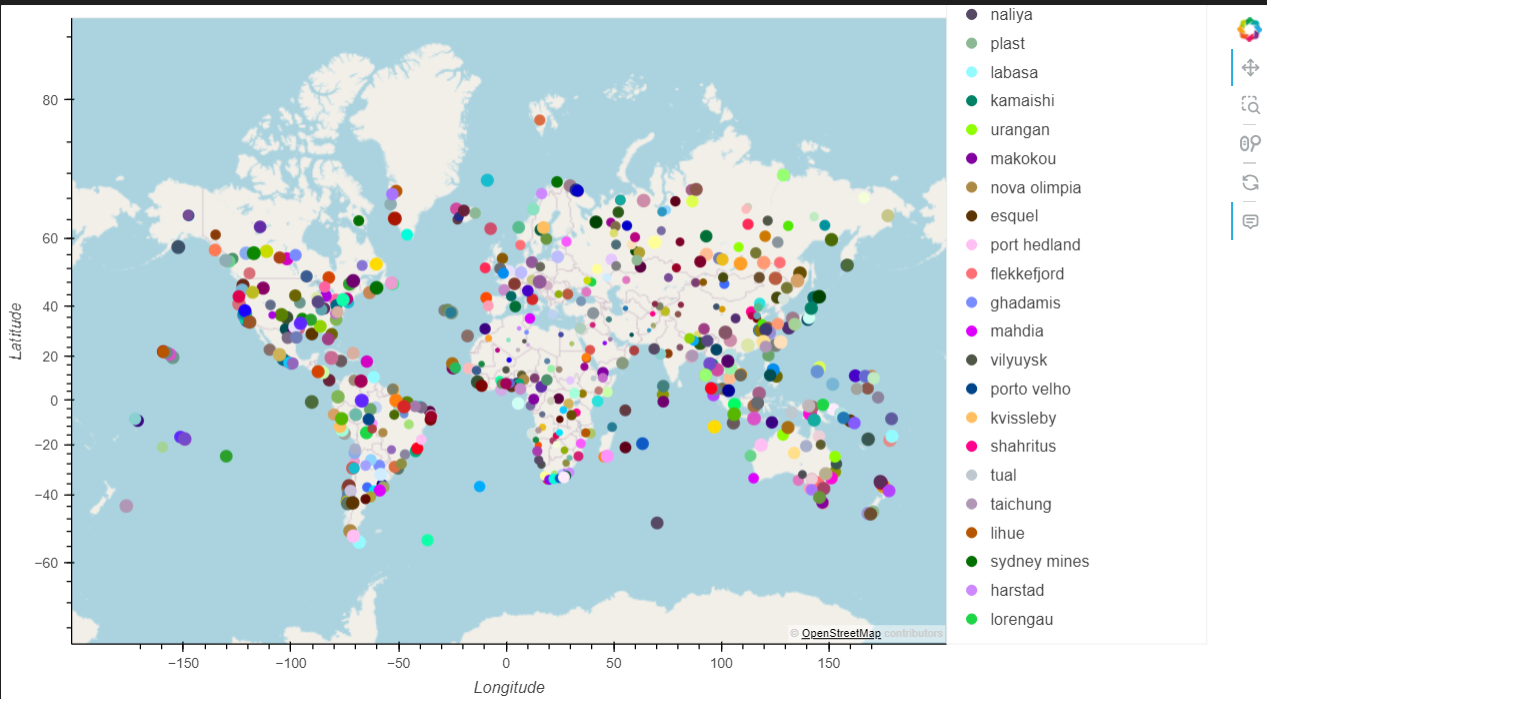 naliya
plast
labasa
kamaishi
urangan
makokou
nova olimpia
esquel
port hedland
flekkefjord
ghadamis
mahdia
vilyuysk
porto velho
kvissleby
shahritus
tual
taichung
lihue
sydney mines
harstad
lorengau
80
60
40
20
0
−20
−40
−60
Latitude
© OpenStreetMap contributors
−150 −100 −50 0 50 100 150
Longitude